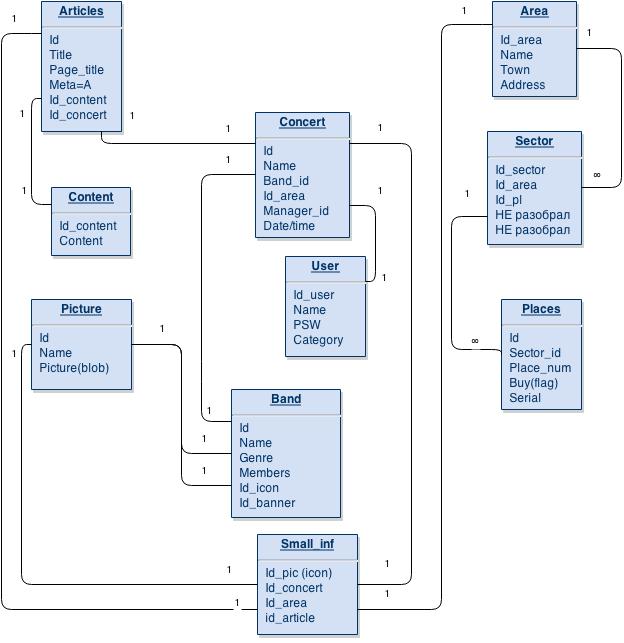 Articles
Id
Title
Page_title
Meta=A
Id_content
Id_concert
Area
Id_area
Name
Town
Address
Concert
Id
Name
Band_id
Id_area
Manager_id
Date/time
Sector
Id_sector
Id_area
Id_pl
НЕ разобрал
НЕ разобрал
Content
Id_content
Content
User
Id_user
Name
PSW
Category
Picture
Id
Name
Picture(blob)
Places
Id
Sector_id
Place_num
Buy(flag)
Serial
Band
Id
Name
Genre
Members
Id_icon
Id_banner
Small_inf
Id_pic (icon)
Id_concert
Id_area
id_article
1
1
1
1
1
1
1
1
1
1
1
∞
1
∞
1
1
1
1
1
1
1
1
1